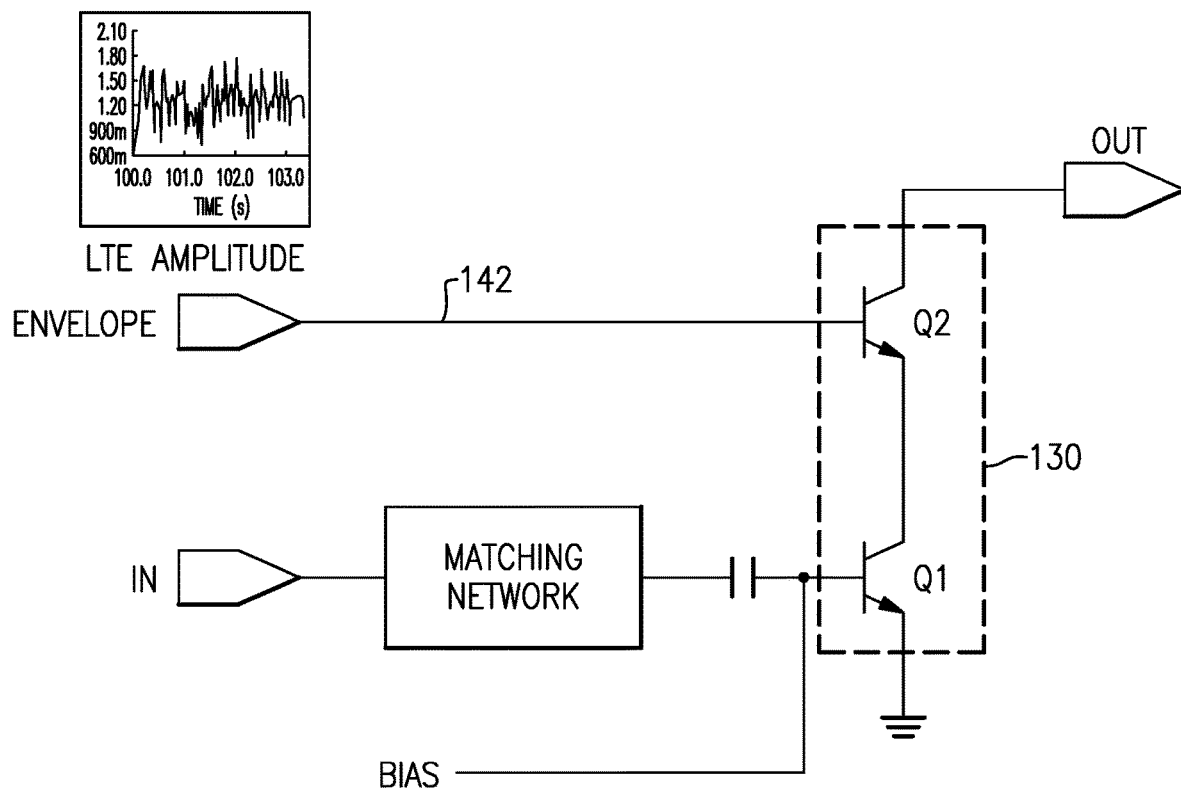 2.10
1.80
1.50
1.20
900m
600m
100.0 101.0 102.0 103.0
TIME (s)
LTE AMPLITUDE
OUT
ENVELOPE
142
Q2
130
IN
MATCHING
NETWORK
Q1
BIAS